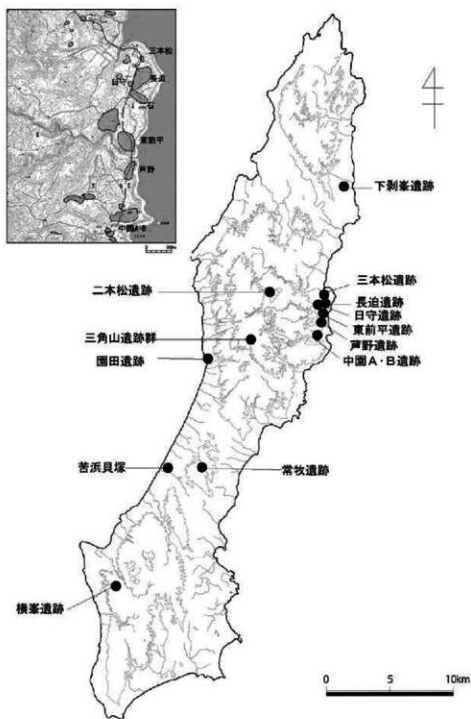 三本松
日守
長迫
二石
東前平
芦野
中園A・B
下剥峯遺跡
二本松遺跡
三本松遺跡
長迫遺跡
日守遺跡
東前平遺跡
芦野遺跡
中園A・B遺跡
三角山遺跡群
園田遺跡
苦浜貝塚
常牧遺跡
横峯遺跡
0 5 10km